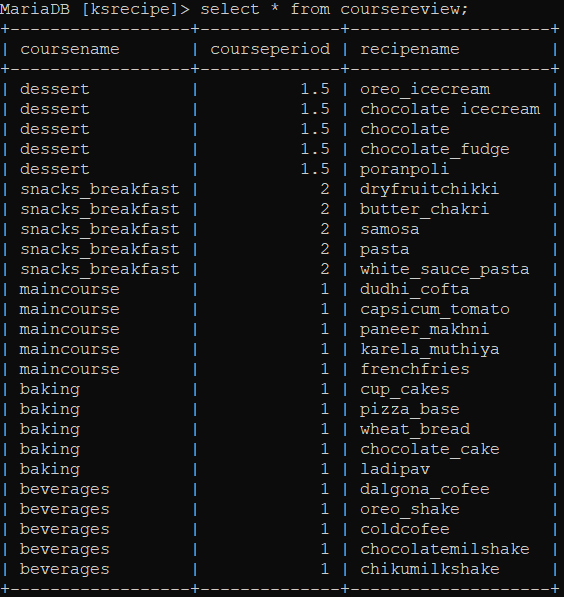 MariaDB [ksrecipe]> select * from coursereview;
+------------------+--------------+--------------------+
| coursename       | courseperiod | recipename         |
+------------------+--------------+--------------------+
| dessert          |          1.5 | oreo_icecream      |
| dessert          |          1.5 | chocolate icecream |
| dessert          |          1.5 | chocolate          |
| dessert          |          1.5 | chocolate_fudge    |
| dessert          |          1.5 | poranpoli          |
| snacks_breakfast |            2 | dryfruitchikki     |
| snacks_breakfast |            2 | butter_chakri      |
| snacks_breakfast |            2 | samosa             |
| snacks_breakfast |            2 | pasta              |
| snacks_breakfast |            2 | white_sauce_pasta  |
| maincourse       |            1 | dudhi_cofta        |
| maincourse       |            1 | capsicum_tomato    |
| maincourse       |            1 | paneer_makhni      |
| maincourse       |            1 | karela_muthiya     |
| maincourse       |            1 | frenchfries        |
| baking           |            1 | cup_cakes          |
| baking           |            1 | pizza_base         |
| baking           |            1 | wheat_bread        |
| baking           |            1 | chocolate_cake     |
| baking           |            1 | ladipav            |
| beverages        |            1 | dalgona_cofee      |
| beverages        |            1 | oreo_shake         |
| beverages        |            1 | coldcofee          |
| beverages        |            1 | chocolatemilshake  |
| beverages        |            1 | chikumilkshake     |
+------------------+--------------+--------------------+